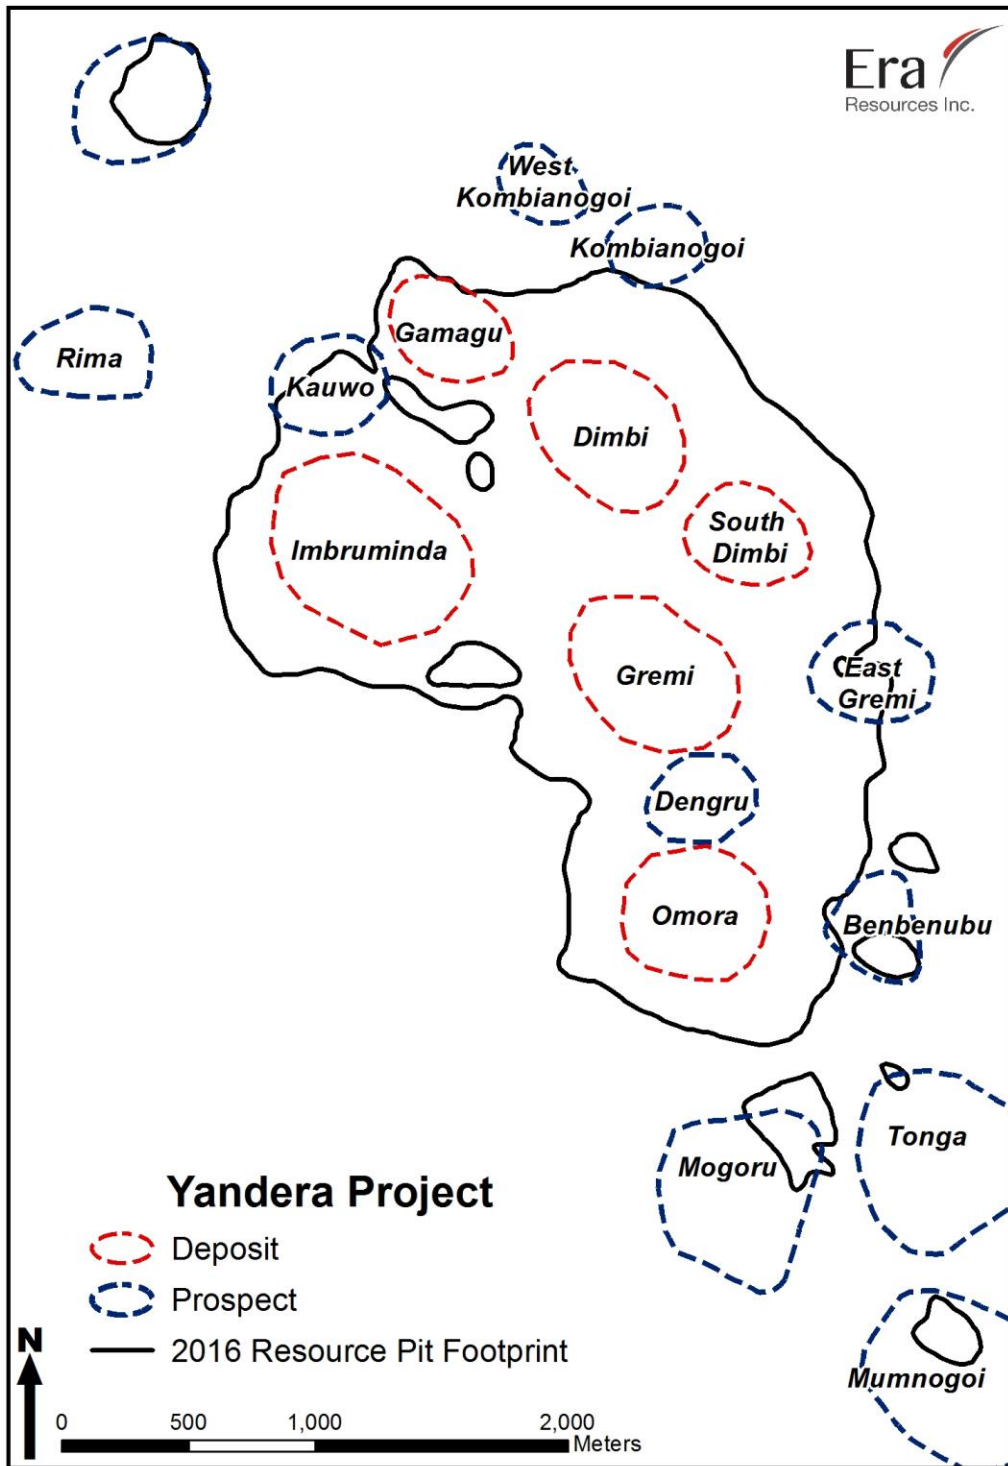 Era
Resources Inc.
West
Kombianogoi
Kombianogoi
Gamagu
Rima
Kauwo
Dimbi
South
Dimbi
Imbruminda
Gremi
East
Gremi
Dengru
Omora
Benbenubu
Tonga
Mogoru
Yandera Project
Deposit
Prospect
2016 Resource Pit Footprint
Mumnogoi
N
0 500 1,000 2,000
Meters